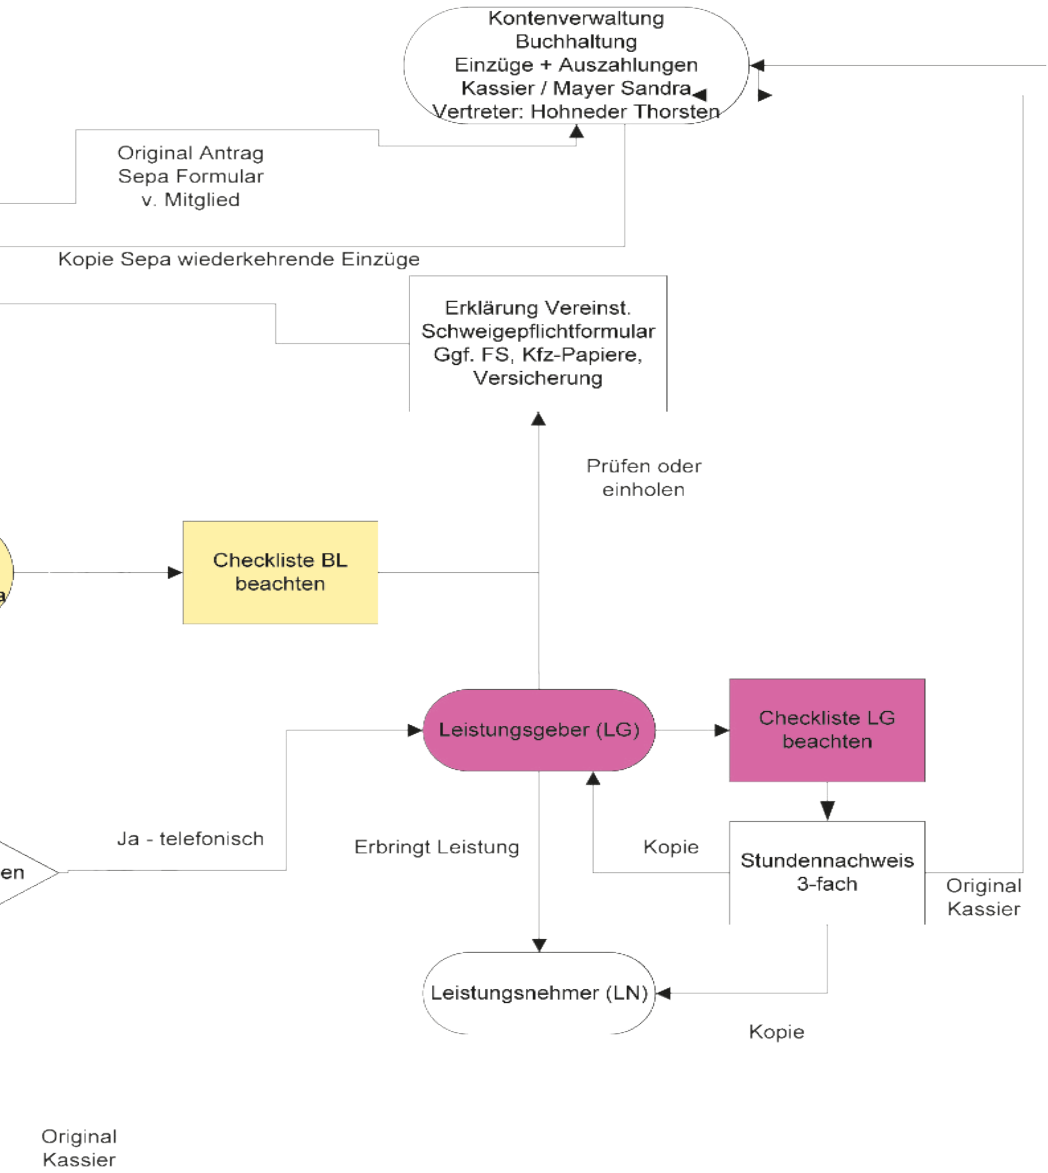 Kontenverwaltung
Buchhaltung
Einzüge + Auszahlungen
Kassier / Mayer Sandra
Vertreter: Hohneder Thorsten
Original Antrag
Sepa Formular
v. Mitglied
Kopie Sepa wiederkehrende Einzüge
Erklärung Vereinst.
Schweigepflichtformular
Ggf. FS, Kfz-Papiere,
Versicherung
Prüfen oder
einholen
Checkliste BL
beachten
a
Leistungsgeber (LG)
Checkliste LG
beachten
Ja - telefonisch
Erbringt Leistung
Kopie
Stundennachweis
3-fach
en
Original
Kassier
Leistungsnehmer (LN)
Kopie
Original
Kassier